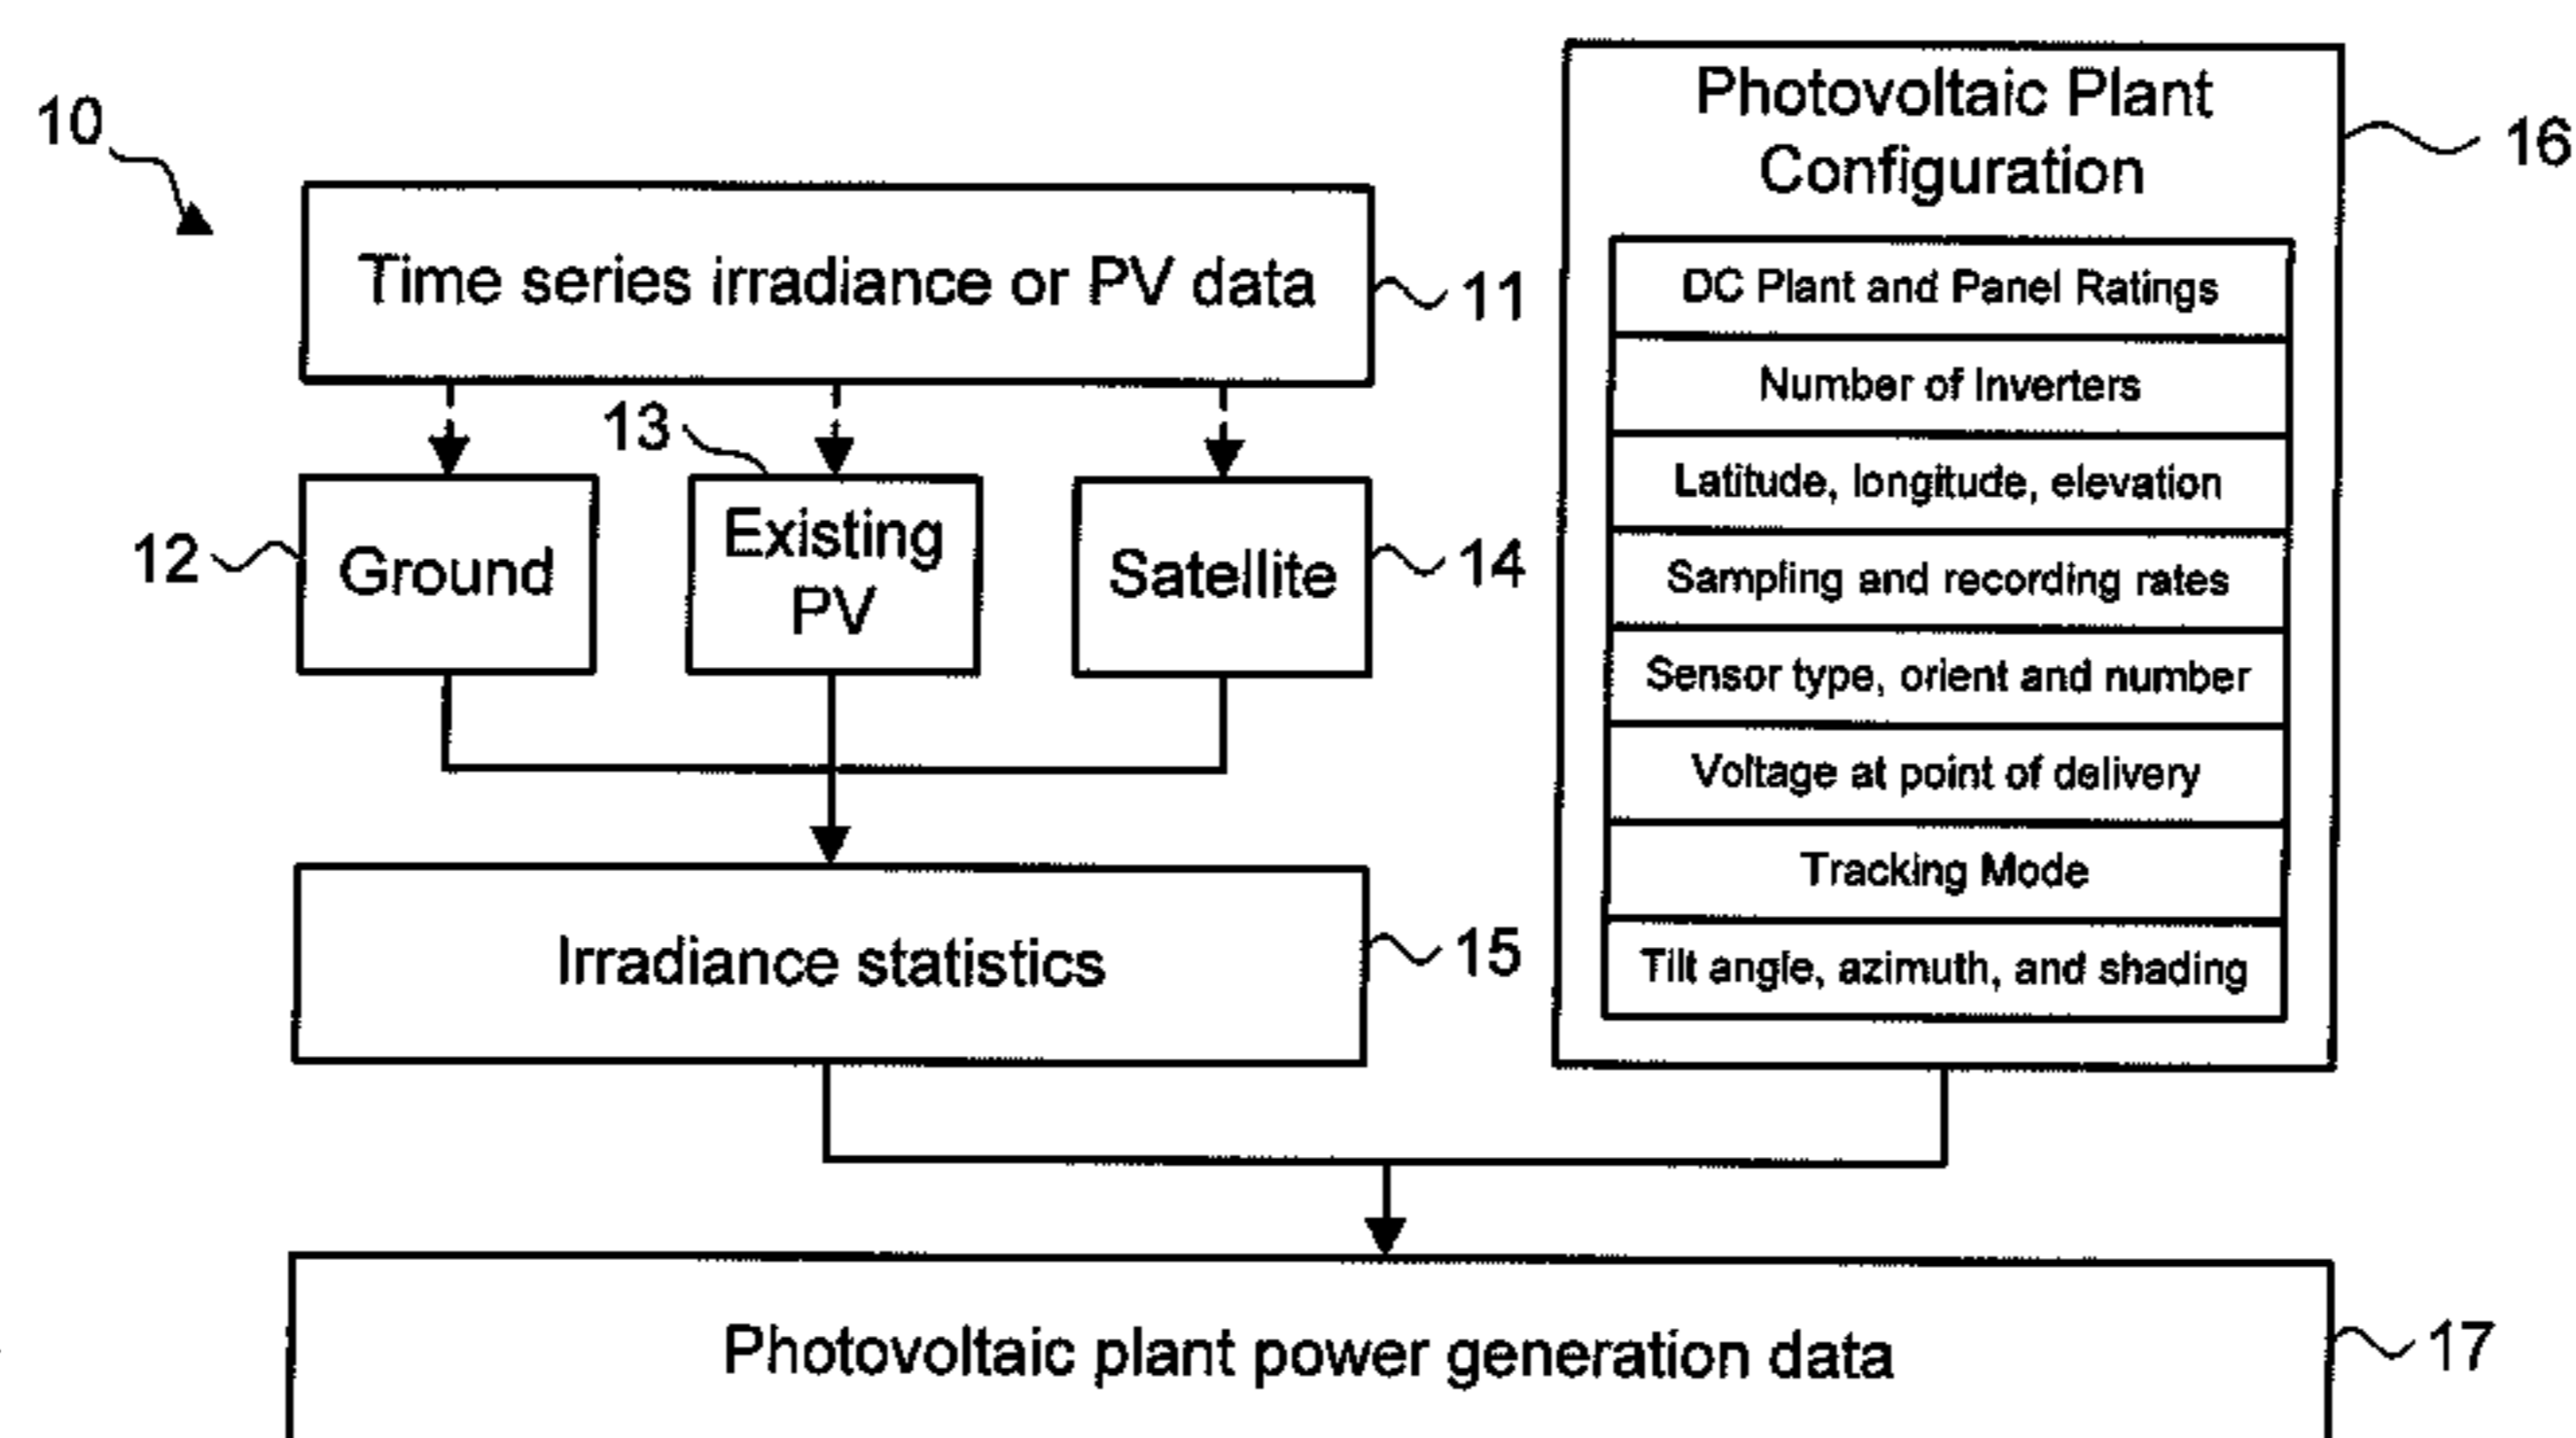 10
Time series irradiance or PV data
11
13
12
Ground
Existing
PV
Satellite
14
Irradiance statistics
15
Photovoltaic Plant
Configuration
16
DC Plant and Panel Ratings
Number of Inverters
Latitude, longitude, elevation
Sampling and recording rates
Sensor type, orient and number
Voltage at point of delivery
Tracking Mode
Tilt angle, azimuth, and shading
Photovoltaic plant power generation data
17